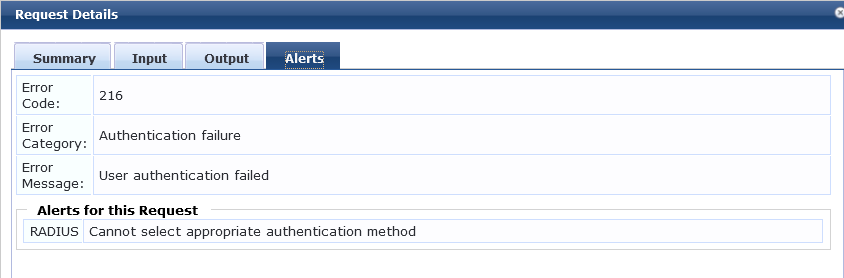 Request Details
Summary Input Output Alerts
Error
Code:
216
Error
Category:
Authentication failure
Error
Message:
User authentication failed
Alerts for this Request
RADIUS Cannot select appropriate authentication method